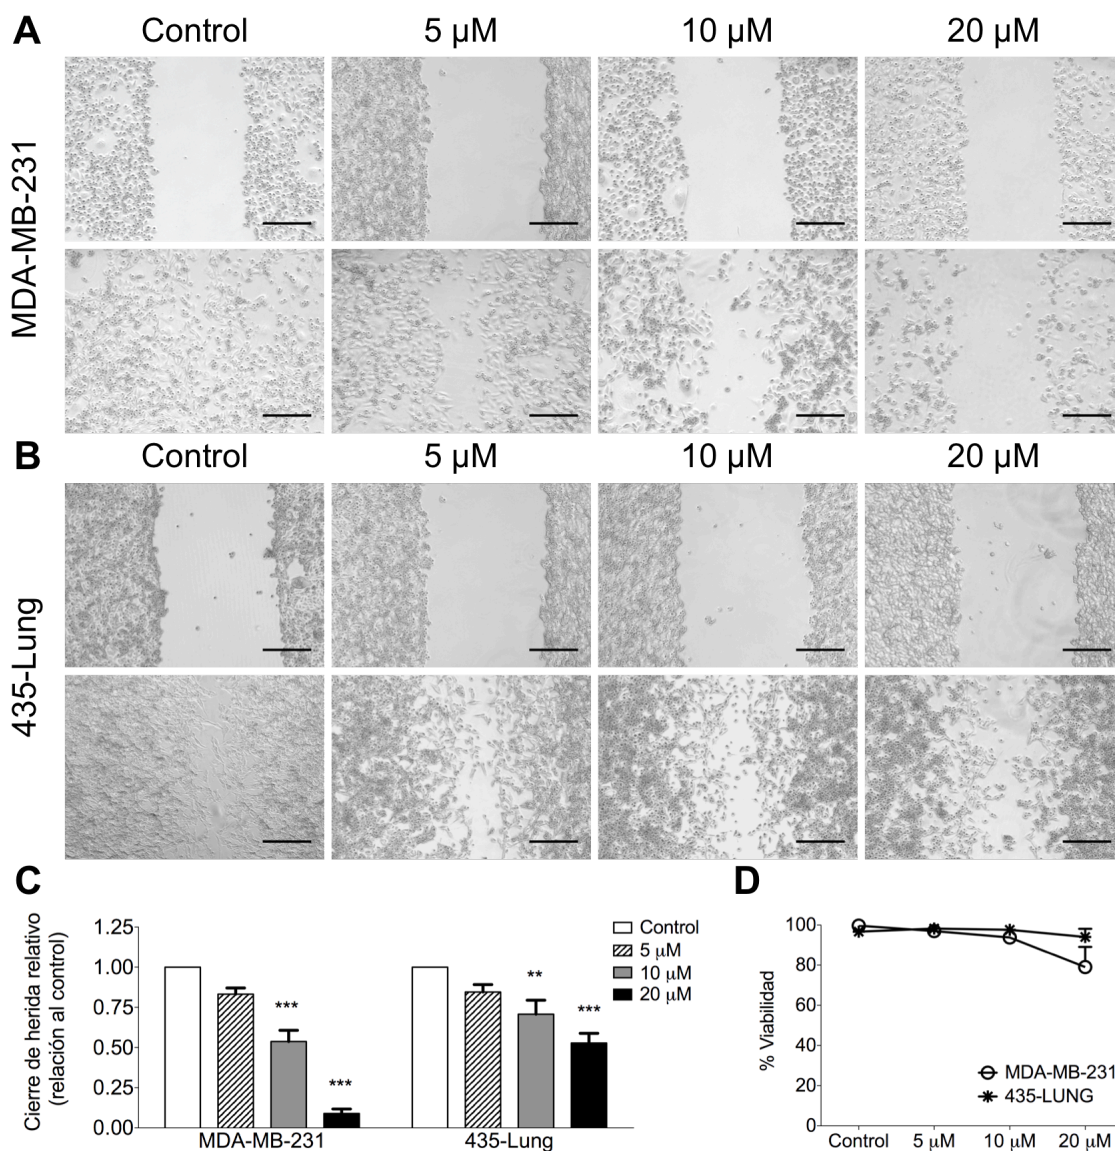 A
Control 5 µM 10 µM 20 µM
MDA-MB-231
B
Control 5 µM 10 µM 20 µM
435-Lung
C
Cierre de herida relativo
(relación al control)
1.25
1.00
0.75
0.50
0.25
0.00
***
***
**
***
MDA-MB-231 435-Lung
Control
5 µM
10 µM
20 µM
D
% Viabilidad
100
80
60
40
20
0
MDA-MB-231
435-LUNG
Control 5 µM 10 µM 20 µM